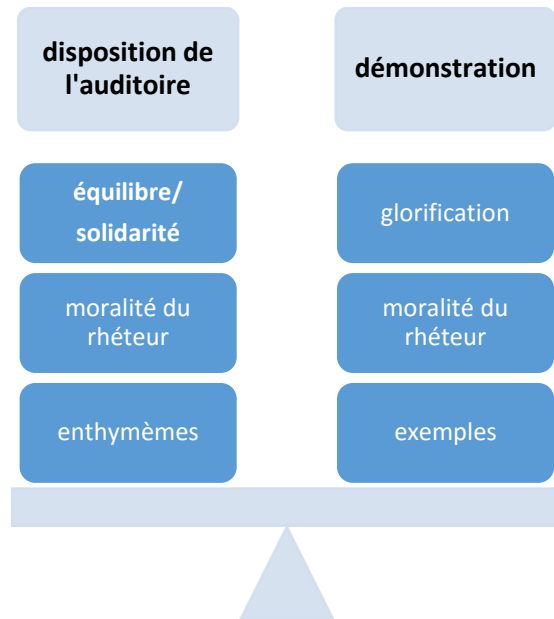 disposition de
l'auditoire
démonstration
équilibre/
solidarité
glorification
moralité du
rhéteur
moralité du
rhéteur
enthymèmes
exemples